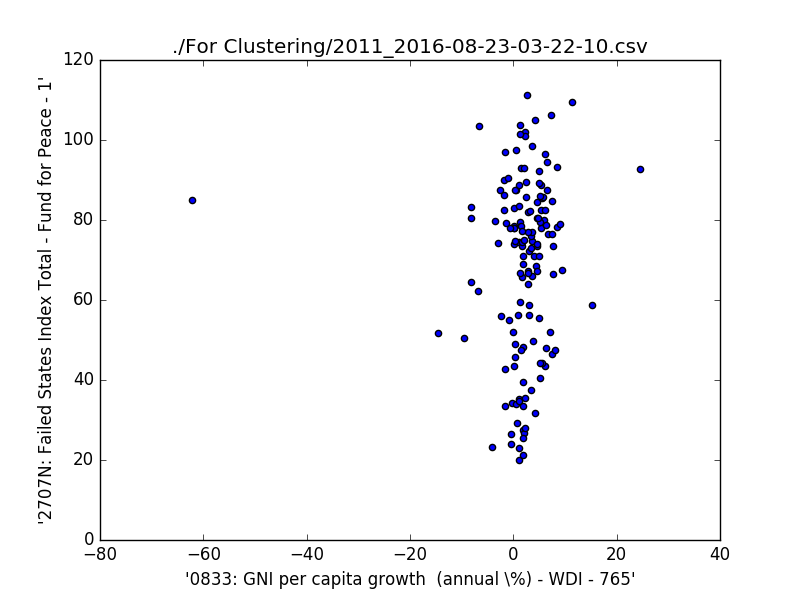 ./For Clustering/2011_2016-08-23-03-22-10.csv
'2707N: Failed States Index Total - Fund for Peace - 1'
120
100
80
60
40
20
0
−80 −60 −40 −20 0 20 40
'0833: GNI per capita growth  (annual \%) - WDI - 765'